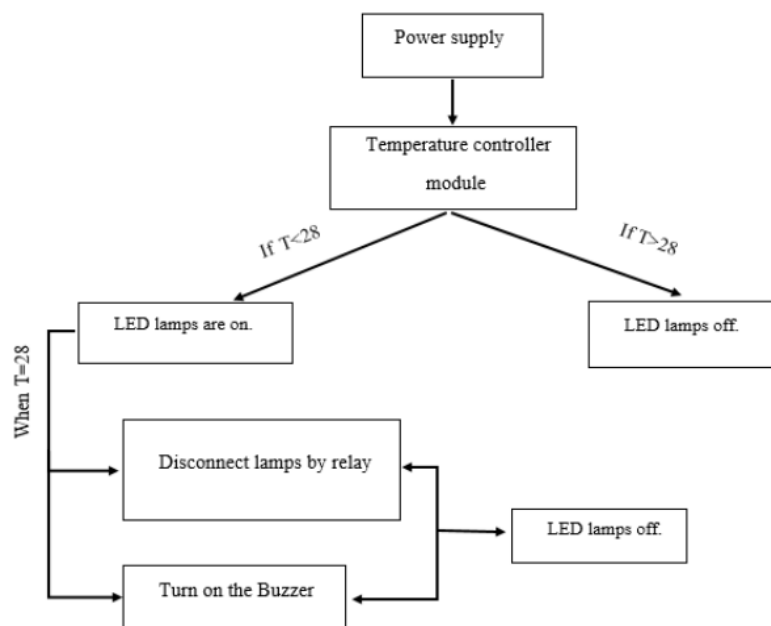 Power supply
Temperature controller
module
If T<28
If T>28
LED lamps are on.
LED lamps off.
When T=28
Disconnect lamps by relay
LED lamps off.
Turn on the Buzzer